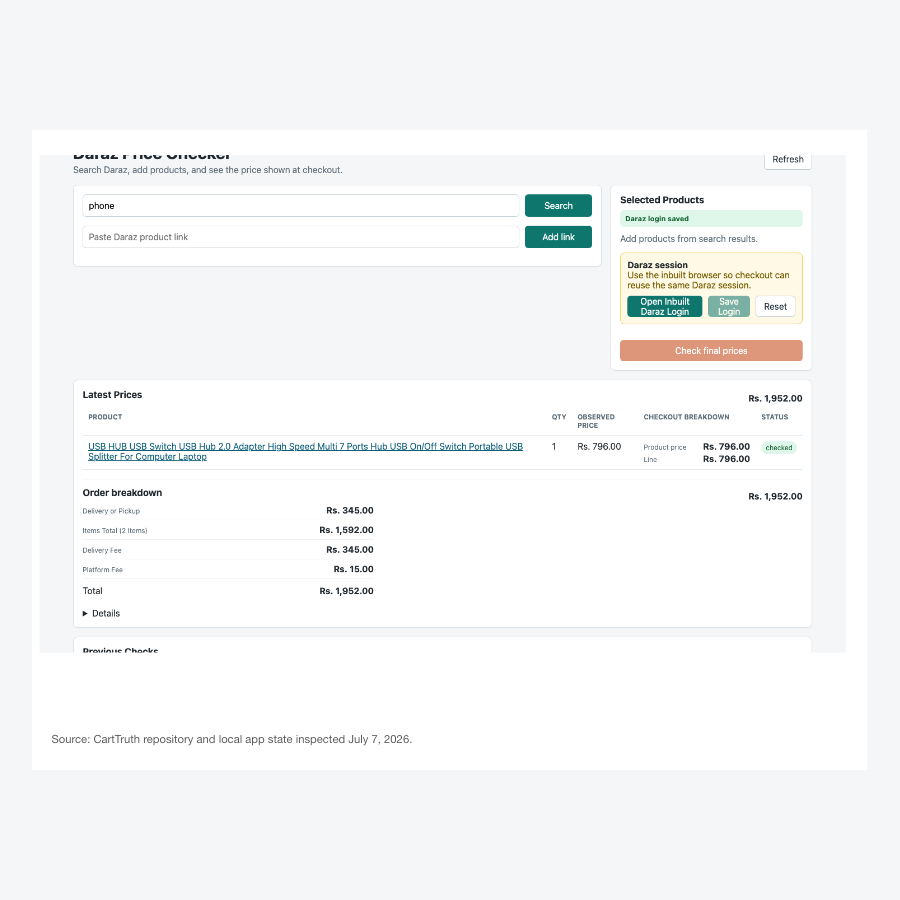 Daraz Price Checker
Refresh
Search Daraz, add products, and see the price shown at checkout.
phone
Search
Paste Daraz product link
Add link
Selected Products
Daraz login saved
Add products from search results.
Daraz session
Use the inbuilt browser so checkout can
reuse the same Daraz session.
Open Inbuilt
Daraz Login
Save
Login
Reset
Check final prices
Latest Prices
Rs. 1,952.00
PRODUCT
QTY
OBSERVED
PRICE
CHECKOUT BREAKDOWN
STATUS
USB HUB USB Switch USB Hub 2.0 Adapter High Speed Multi 7 Ports Hub USB On/Off Switch Portable USB
Splitter For Computer Laptop
1
Rs. 796.00
Product price Rs. 796.00
Line Rs. 796.00
checked
Order breakdown
Rs. 1,952.00
Delivery or Pickup Rs. 345.00
Items Total (2 Items) Rs. 1,592.00
Delivery Fee Rs. 345.00
Platform Fee Rs. 15.00
Total Rs. 1,952.00
Details
Previous Checks
Source: CartTruth repository and local app state inspected July 7, 2026.